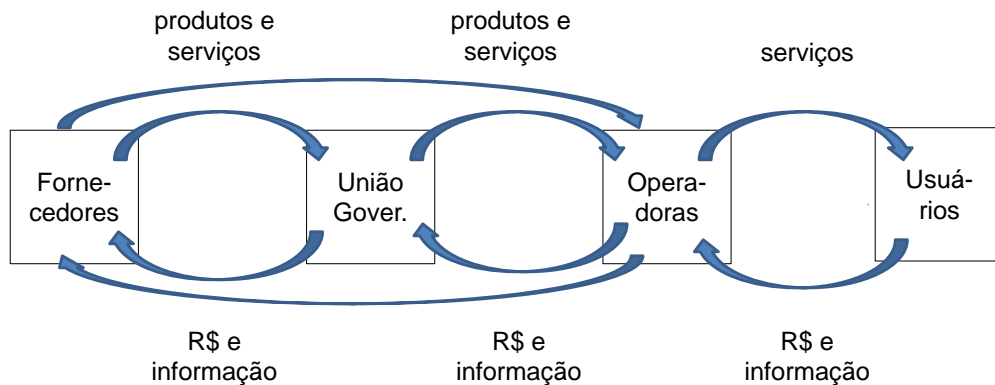 produtos e
serviços
produtos e
serviços
serviços
Forne-
cedores
União
Gover.
Opera-
doras
Usuá-
rios
R$ e
informação
R$ e
informação
R$ e
informação